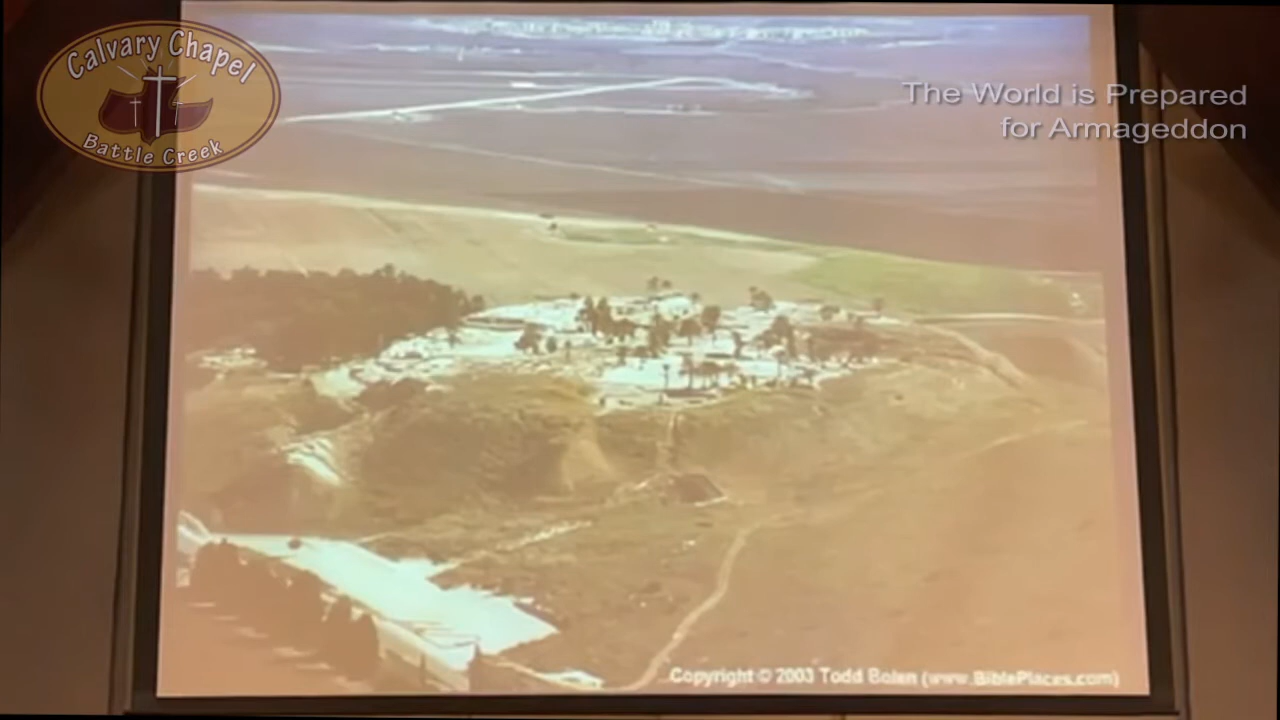 Calvary Chapel
Battle Creek
The World is Prepared
for Armageddon
Copyright © 2003 Todd Bolen (www.BiblePlaces.com)